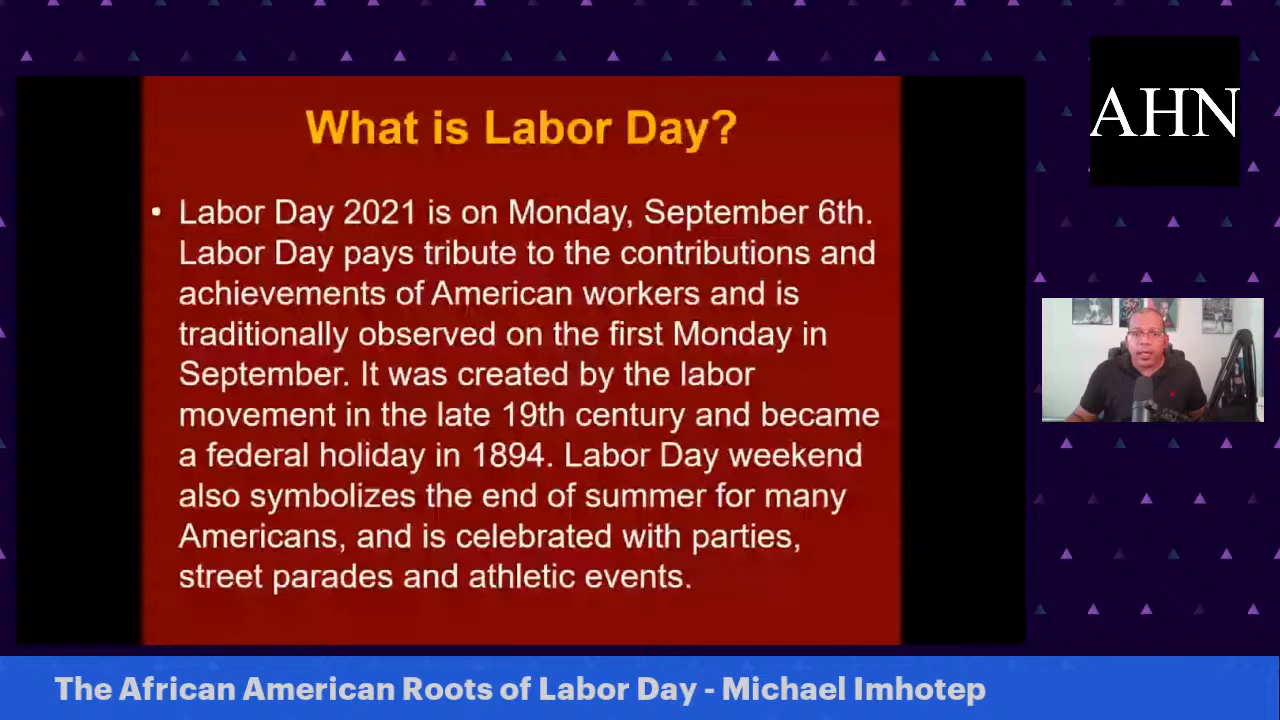 AHN
What is Labor Day?
• Labor Day 2021 is on Monday, September 6th.
Labor Day pays tribute to the contributions and
achievements of American workers and is
traditionally observed on the first Monday in
September. It was created by the labor
movement in the late 19th century and became
a federal holiday in 1894. Labor Day weekend
also symbolizes the end of summer for many
Americans, and is celebrated with parties,
street parades and athletic events.
The African American Roots of Labor Day - Michael Imhotep